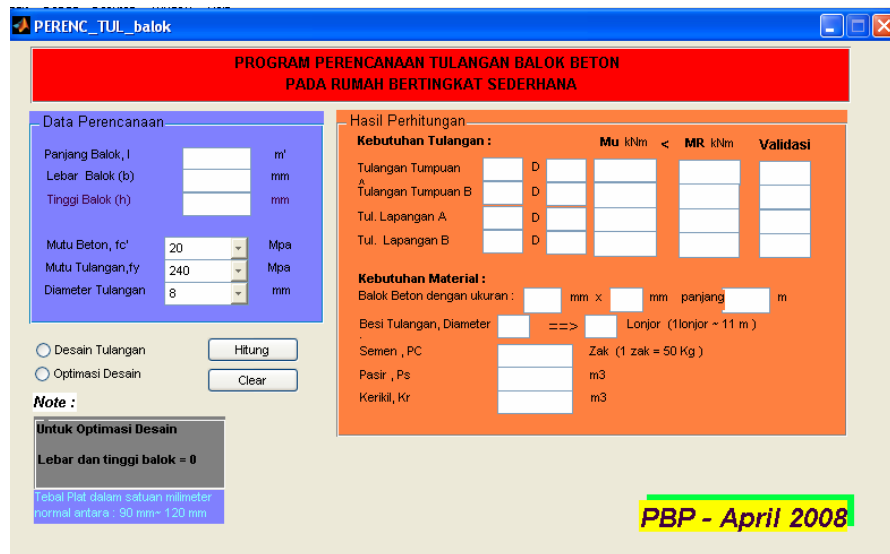 PERENC_TUL_balok
PROGRAM PERENCANAAN TULANGAN BALOK BETON
PADA RUMAH BERTINGKAT SEDERHANA
Data Perencanaan
Panjang Balok, l m'
Lebar Balok (b) mm
Tinggi Balok (h) mm
Mutu Beton, fc' 20 Mpa
Mutu Tulangan,fy 240 Mpa
Diameter Tulangan 8 mm
Desain Tulangan Hitung
Optimasi Desain Clear
Note :
Untuk Optimasi Desain
Lebar dan tinggi balok = 0
Tebal Plat dalam satuan milimeter
normal antara : 90 mm~ 120 mm
Hasil Perhitungan
Kebutuhan Tulangan : Mu kNm < MR kNm Validasi
Tulangan Tumpuan D
A
Tulangan Tumpuan B D
Tul. Lapangan A D
Tul. Lapangan B D
Kebutuhan Material :
Balok Beton dengan ukuran : mm x mm panjang m
Besi Tulangan, Diameter ==> Lonjor (1lonjor ~ 11 m )
:
Semen , PC Zak (1 zak = 50 Kg )
Pasir , Ps m3
Kerikil, Kr m3
PBP - April 2008